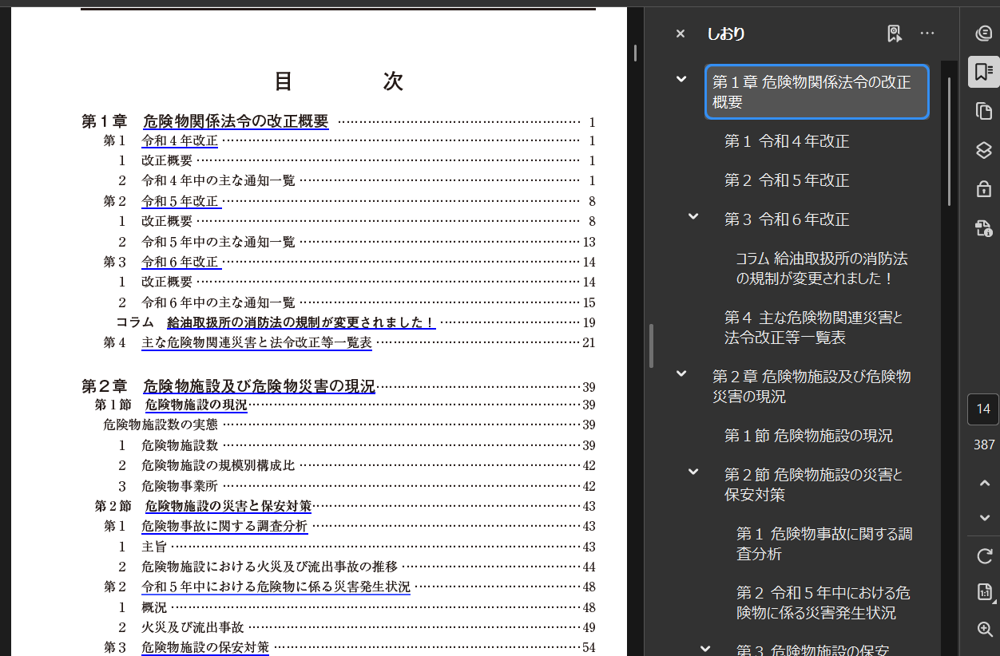 目　次
第１章　危険物関係法令の改正概要 ………… 1
第１　令和４年改正 ………… 1
１　改正概要 ………… 1
２　令和４年中の主な通知一覧 ………… 1
第２　令和５年改正 ………… 8
１　改正概要 ………… 8
２　令和５年中の主な通知一覧 ………… 13
第３　令和６年改正 ………… 14
１　改正概要 ………… 14
２　令和６年中の主な通知一覧 ………… 15
コラム　給油取扱所の消防法の規制が変更されました！ ………… 19
第４　主な危険物関連災害と法令改正等一覧表 ………… 21
第２章　危険物施設及び危険物災害の現況 ………… 39
第１節　危険物施設の現況 ………… 39
危険物施設数の実態 ………… 39
１　危険物施設数 ………… 39
２　危険物施設の規模別構成比 ………… 42
３　危険物事業所 ………… 42
第２節　危険物施設の災害と保安対策 ………… 43
第１　危険物事故に関する調査分析 ………… 43
１　主旨 ………… 43
２　危険物施設における火災及び流出事故の推移 ………… 44
第２　令和５年中における危険物に係る災害発生状況 ………… 48
１　概況 ………… 48
２　火災及び流出事故 ………… 49
第３　危険物施設の保安対策 ………… 54
しおり
第１章 危険物関係法令の改正
概要
第１ 令和４年改正
第２ 令和５年改正
第３ 令和６年改正
コラム 給油取扱所の消防法
の規制が変更されました！
第４ 主な危険物関連災害と
法令改正等一覧表
第２章 危険物施設及び危険物
災害の現況
第１節 危険物施設の現況
第２節 危険物施設の災害と
保安対策
第１ 危険物事故に関する調
査分析
第２ 令和５年中における危
険物に係る災害発生状況
第３ 危険物施設の保安
14
387
1:1